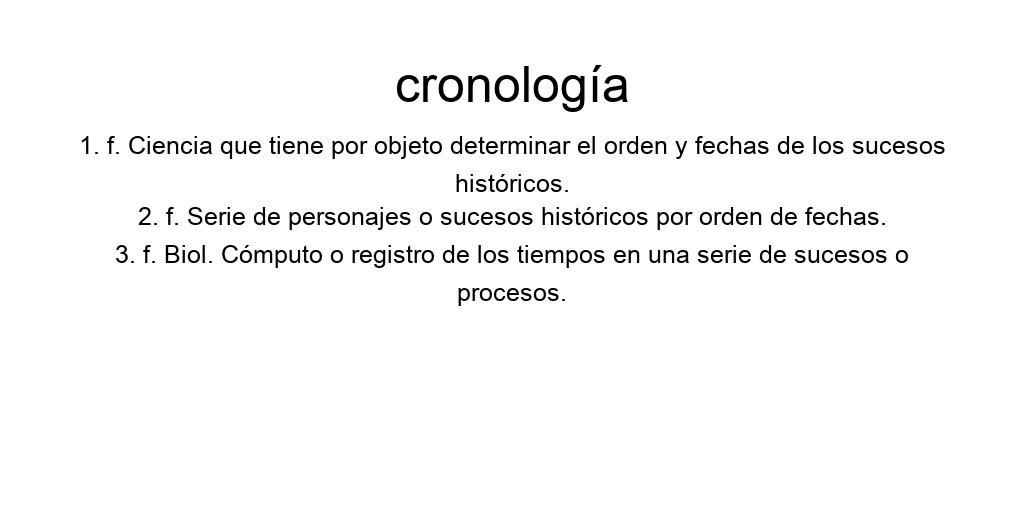 cronología
1. f. Ciencia que tiene por objeto determinar el orden y fechas de los sucesos
históricos.
2. f. Serie de personajes o sucesos históricos por orden de fechas.
3. f. Biol. Cómputo o registro de los tiempos en una serie de sucesos o
procesos.